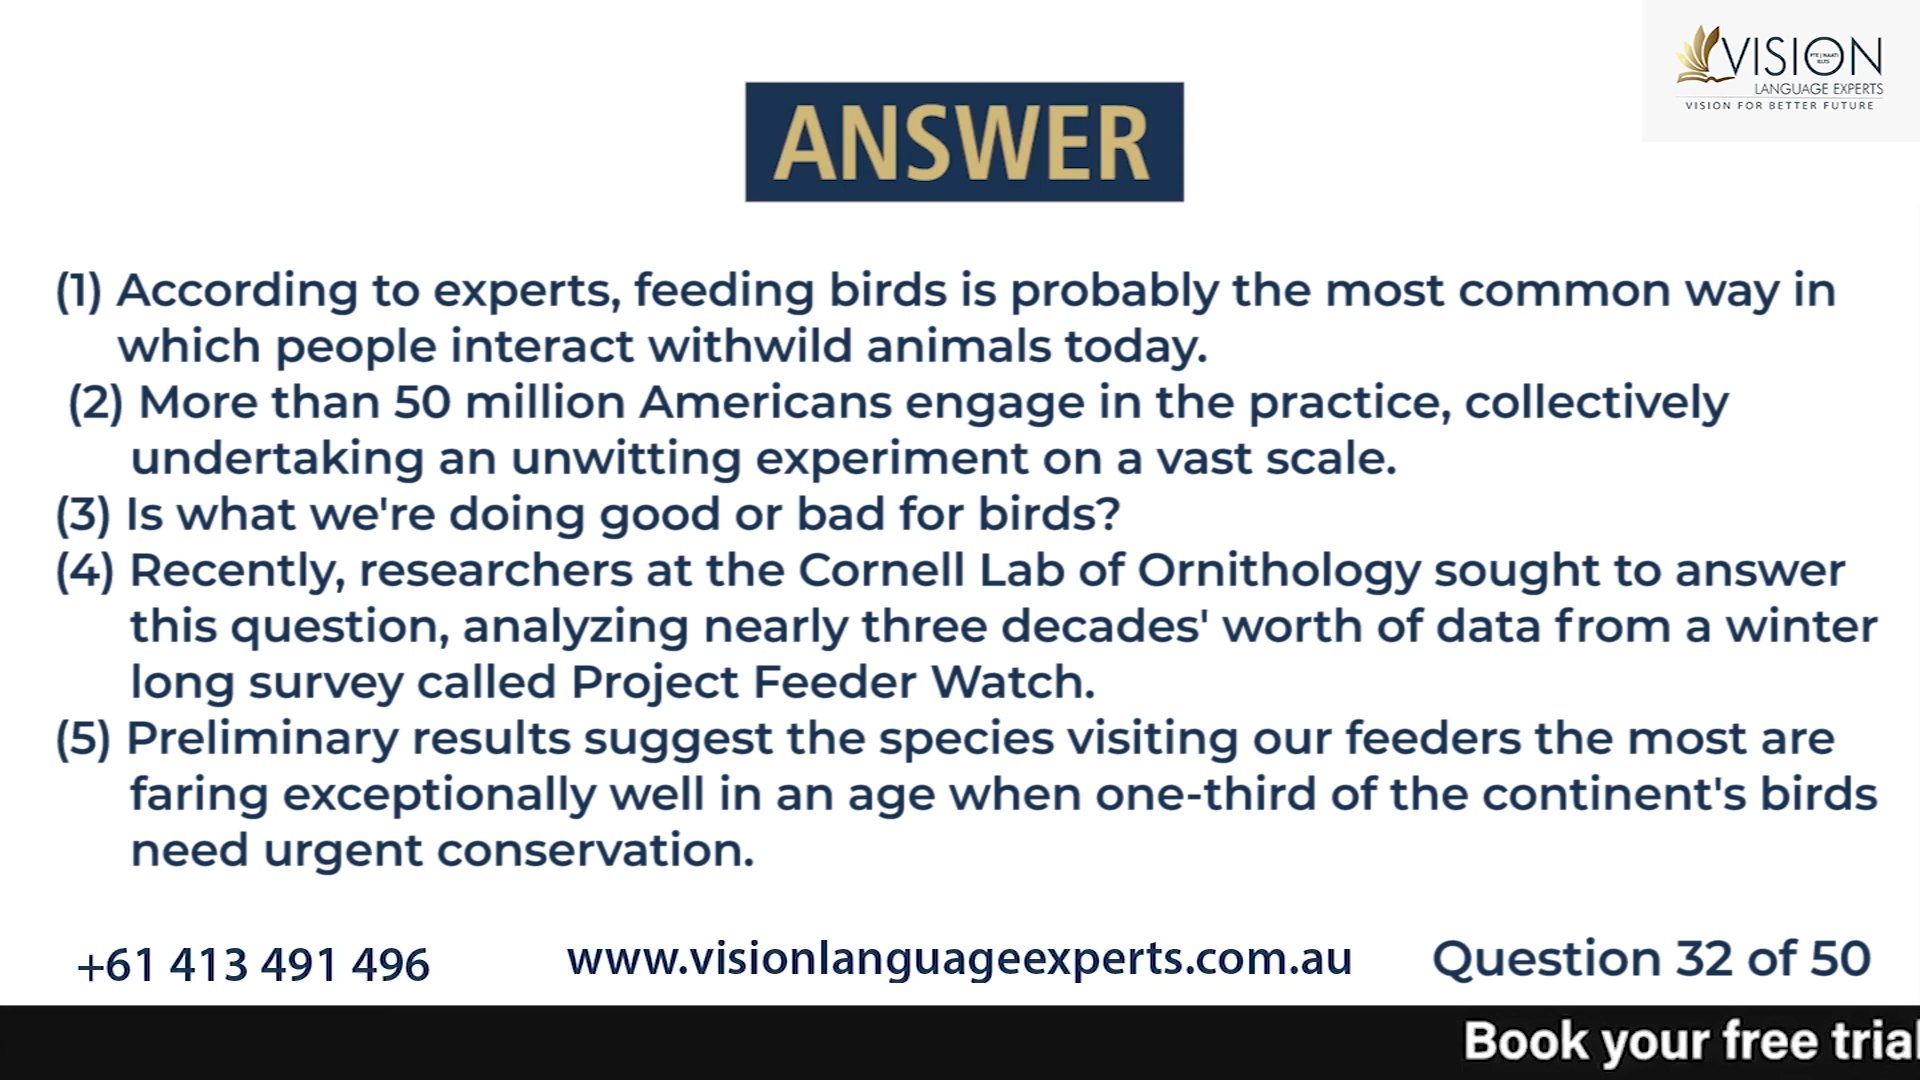 VISION
PTE | NAATI
IELTS
LANGUAGE EXPERTS
VISION FOR BETTER FUTURE
ANSWER
(1) According to experts, feeding birds is probably the most common way in
which people interact withwild animals today.
(2) More than 50 million Americans engage in the practice, collectively
undertaking an unwitting experiment on a vast scale.
(3) Is what we're doing good or bad for birds?
(4) Recently, researchers at the Cornell Lab of Ornithology sought to answer
this question, analyzing nearly three decades' worth of data from a winter
long survey called Project Feeder Watch.
(5) Preliminary results suggest the species visiting our feeders the most are
faring exceptionally well in an age when one-third of the continent's birds
need urgent conservation.
+61 413 491 496
www.visionlanguageexperts.com.au
Question 32 of 50
Book your free trial